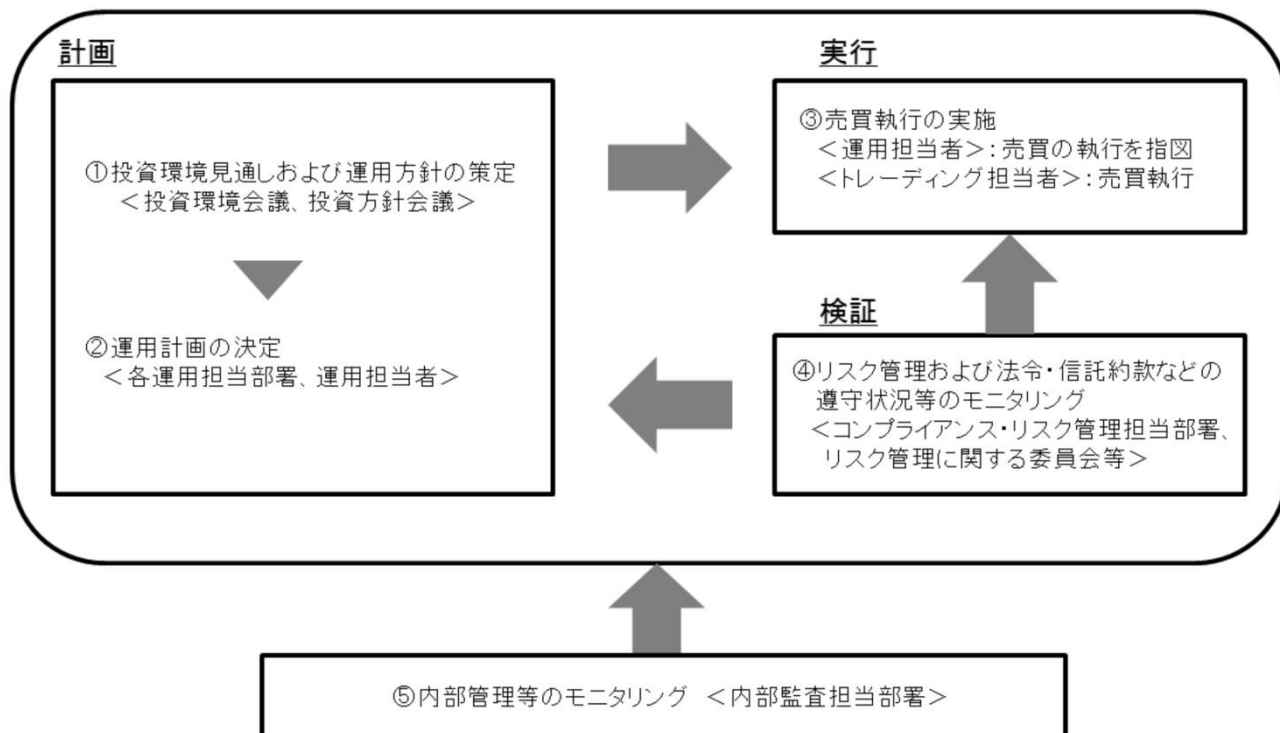 計画
①投資環境見通しおよび運用方針の策定
＜投資環境会議、投資方針会議＞
②運用計画の決定
＜各運用担当部署、運用担当者＞
実行
③売買執行の実施
＜運用担当者＞：売買の執行を指図
＜トレーディング担当者＞：売買執行
検証
④リスク管理および法令・信託約款などの
遵守状況等のモニタリング
＜コンプライアンス・リスク管理担当部署、
リスク管理に関する委員会等＞
⑤内部管理等のモニタリング ＜内部監査担当部署＞